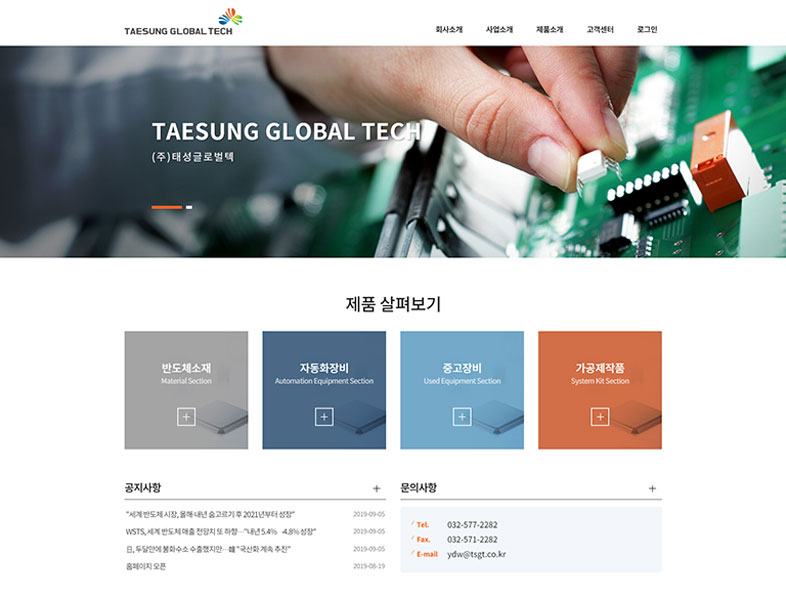 TAESUNG GLOBAL TECH
회사소개 사업소개 제품소개 고객센터 로그인
TAESUNG GLOBAL TECH
(주)태성글로벌텍
제품 살펴보기
반도체소재
Material Section
자동화장비
Automation Equipment Section
중고장비
Used Equipment Section
가공제작품
System Kit Section
공지사항
"세계 반도체 시장, 올해·내년 숨고르기 후 2021년부터 성장" 2019-09-05
WSTS, 세계 반도체 매출 전망치 또 하향…"내년 5.4%→4.8% 성장" 2019-09-05
日, 두달만에 불화수소 수출했지만…韓 "국산화 계속 추진" 2019-09-05
홈페이지 오픈 2019-08-19
문의사항
Tel. 032-577-2282
Fax. 032-571-2282
E-mail ydw@tsgt.co.kr